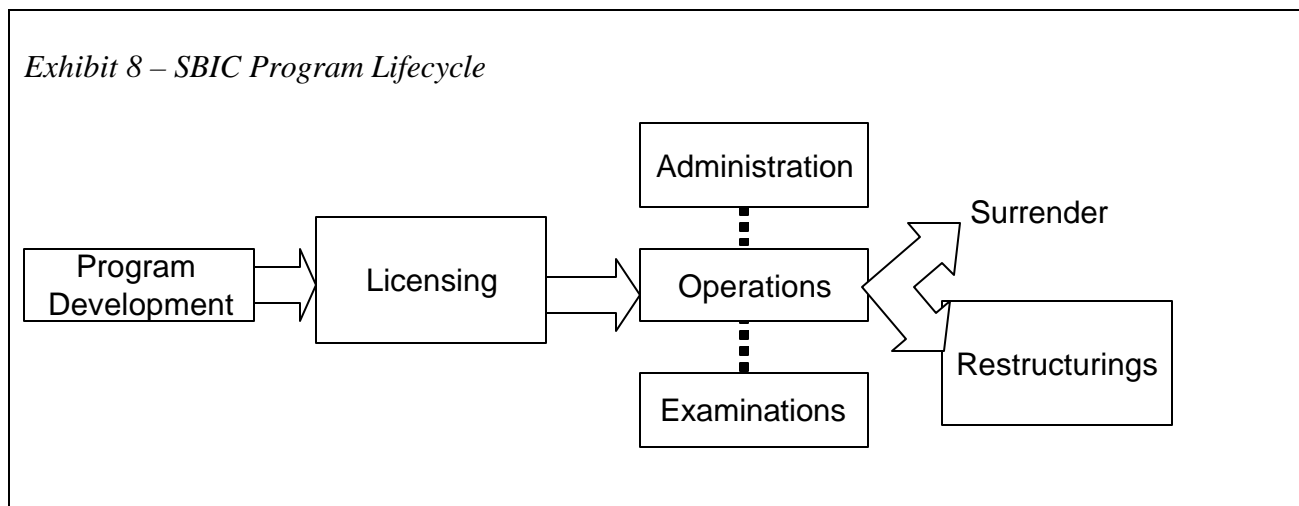 Exhibit 8 – SBIC Program Lifecycle
Administration
Surrender
Program
Development
Licensing
Operations
Restructurings
Examinations